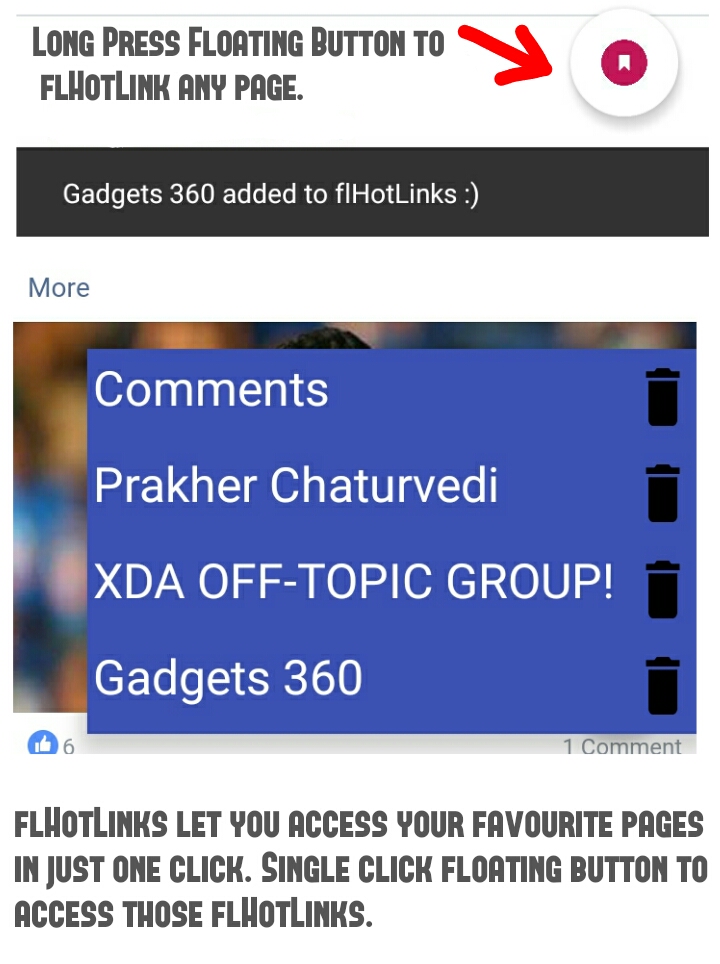 Long Press Floating Button to
flHotLink any page.
Gadgets 360 added to flHotLinks :)
More
Comments
Prakher Chaturvedi
XDA OFF-TOPIC GROUP!
Gadgets 360
6
1 Comment
flHotLinks let you access your favourite pages
in just one click. Single click floating button to
access those flHotLinks.